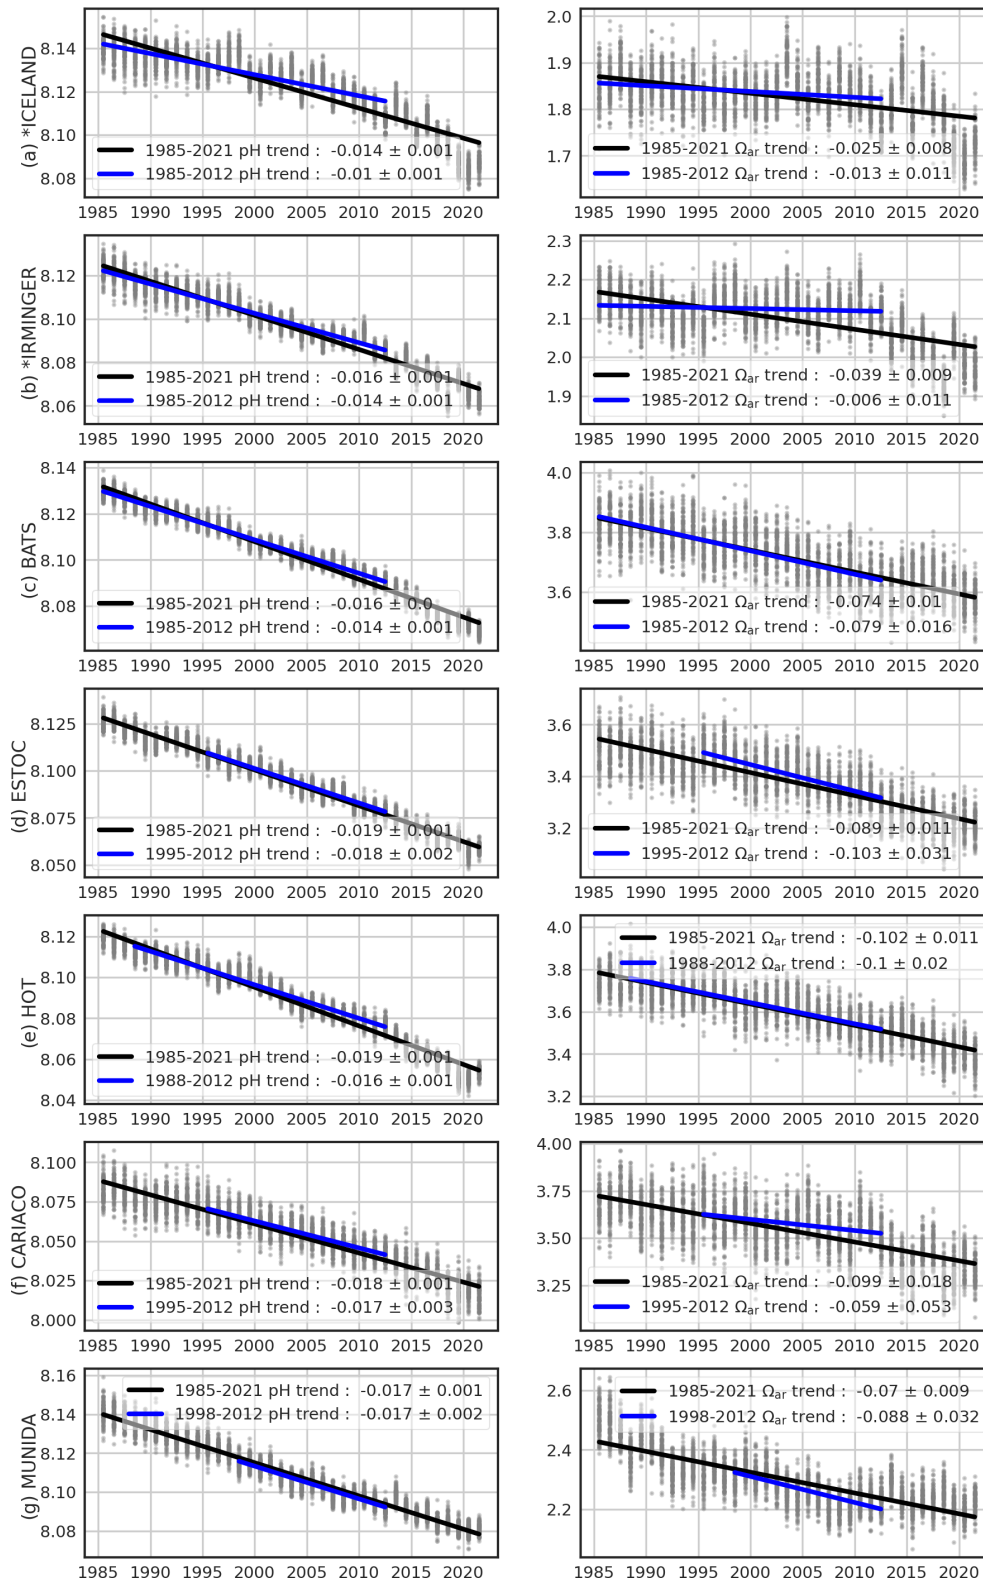 (a) *ICELAND
8.14
8.12
8.10
8.08
1985-2021 pH trend : -0.014 ± 0.001
1985-2012 pH trend : -0.01 ± 0.001
1985 1990 1995 2000 2005 2010 2015 2020
2.0
1.9
1.8
1.7
1985-2021 Ωar trend : -0.025 ± 0.008
1985-2012 Ωar trend : -0.013 ± 0.011
1985 1990 1995 2000 2005 2010 2015 2020
(b) *IRMINGER
8.12
8.10
8.08
8.06
1985-2021 pH trend : -0.016 ± 0.001
1985-2012 pH trend : -0.014 ± 0.001
1985 1990 1995 2000 2005 2010 2015 2020
2.3
2.2
2.1
2.0
1.9
1985-2021 Ωar trend : -0.039 ± 0.009
1985-2012 Ωar trend : -0.006 ± 0.011
1985 1990 1995 2000 2005 2010 2015 2020
(c) BATS
8.14
8.12
8.10
8.08
1985-2021 pH trend : -0.016 ± 0.0
1985-2012 pH trend : -0.014 ± 0.001
1985 1990 1995 2000 2005 2010 2015 2020
4.0
3.8
3.6
1985-2021 Ωar trend : -0.074 ± 0.01
1985-2012 Ωar trend : -0.079 ± 0.016
1985 1990 1995 2000 2005 2010 2015 2020
(d) ESTOC
8.125
8.100
8.075
8.050
1985-2021 pH trend : -0.019 ± 0.001
1995-2012 pH trend : -0.018 ± 0.002
1985 1990 1995 2000 2005 2010 2015 2020
3.6
3.4
3.2
1985-2021 Ωar trend : -0.089 ± 0.011
1995-2012 Ωar trend : -0.103 ± 0.031
1985 1990 1995 2000 2005 2010 2015 2020
(e) HOT
8.12
8.10
8.08
8.06
8.04
1985-2021 pH trend : -0.019 ± 0.001
1988-2012 pH trend : -0.016 ± 0.001
1985 1990 1995 2000 2005 2010 2015 2020
4.0
3.8
3.6
3.4
3.2
1985-2021 Ωar trend : -0.102 ± 0.011
1988-2012 Ωar trend : -0.1 ± 0.02
1985 1990 1995 2000 2005 2010 2015 2020
(f) CARIACO
8.100
8.075
8.050
8.025
8.000
1985-2021 pH trend : -0.018 ± 0.001
1995-2012 pH trend : -0.017 ± 0.003
1985 1990 1995 2000 2005 2010 2015 2020
4.00
3.75
3.50
3.25
1985-2021 Ωar trend : -0.099 ± 0.018
1995-2012 Ωar trend : -0.059 ± 0.053
1985 1990 1995 2000 2005 2010 2015 2020
(g) MUNIDA
8.16
8.14
8.12
8.10
8.08
1985-2021 pH trend : -0.017 ± 0.001
1998-2012 pH trend : -0.017 ± 0.002
1985 1990 1995 2000 2005 2010 2015 2020
2.6
2.4
2.2
1985-2021 Ωar trend : -0.07 ± 0.009
1998-2012 Ωar trend : -0.088 ± 0.032
1985 1990 1995 2000 2005 2010 2015 2020